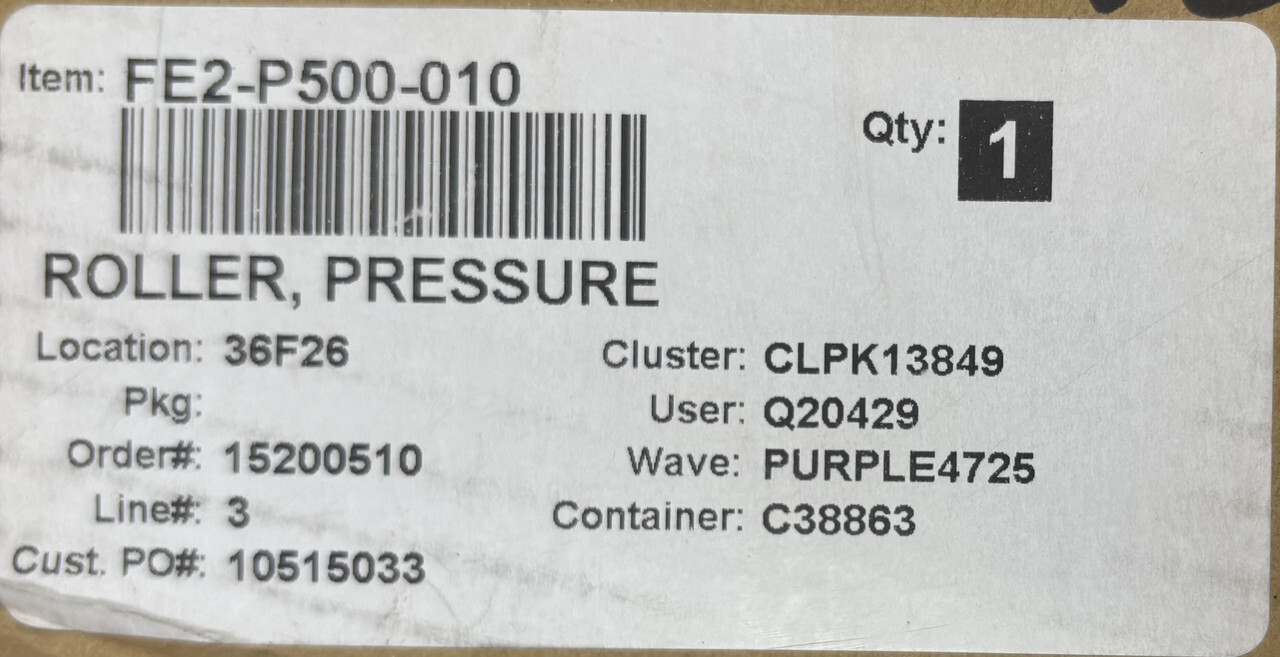 Item: FE2-P500-010
Qty: 1
ROLLER, PRESSURE
Location: 36F26
Cluster: CLPK13849
Pkg:
User: Q20429
Order#: 15200510
Wave: PURPLE4725
Line#: 3
Container: C38863
Cust. PO#: 10515033